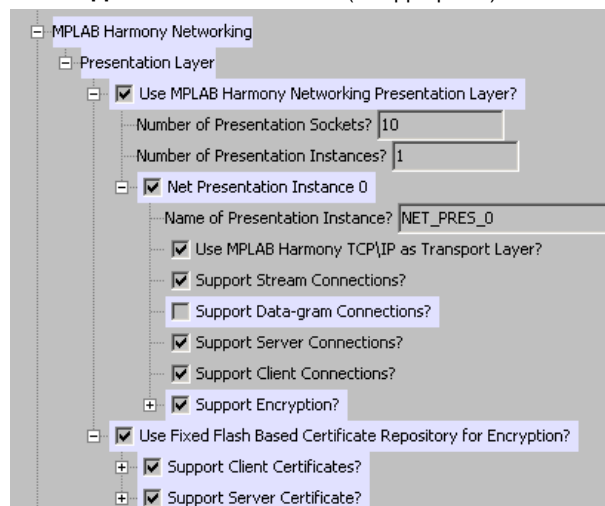 MPLAB Harmony Networking
Presentation Layer
Use MPLAB Harmony Networking Presentation Layer?
Number of Presentation Sockets? 10
Number of Presentation Instances? 1
Net Presentation Instance 0
Name of Presentation Instance? NET_PRES_0
Use MPLAB Harmony TCP\IP as Transport Layer?
Support Stream Connections?
Support Data-gram Connections?
Support Server Connections?
Support Client Connections?
Support Encryption?
Use Fixed Flash Based Certificate Repository for Encryption?
Support Client Certificates?
Support Server Certificate?